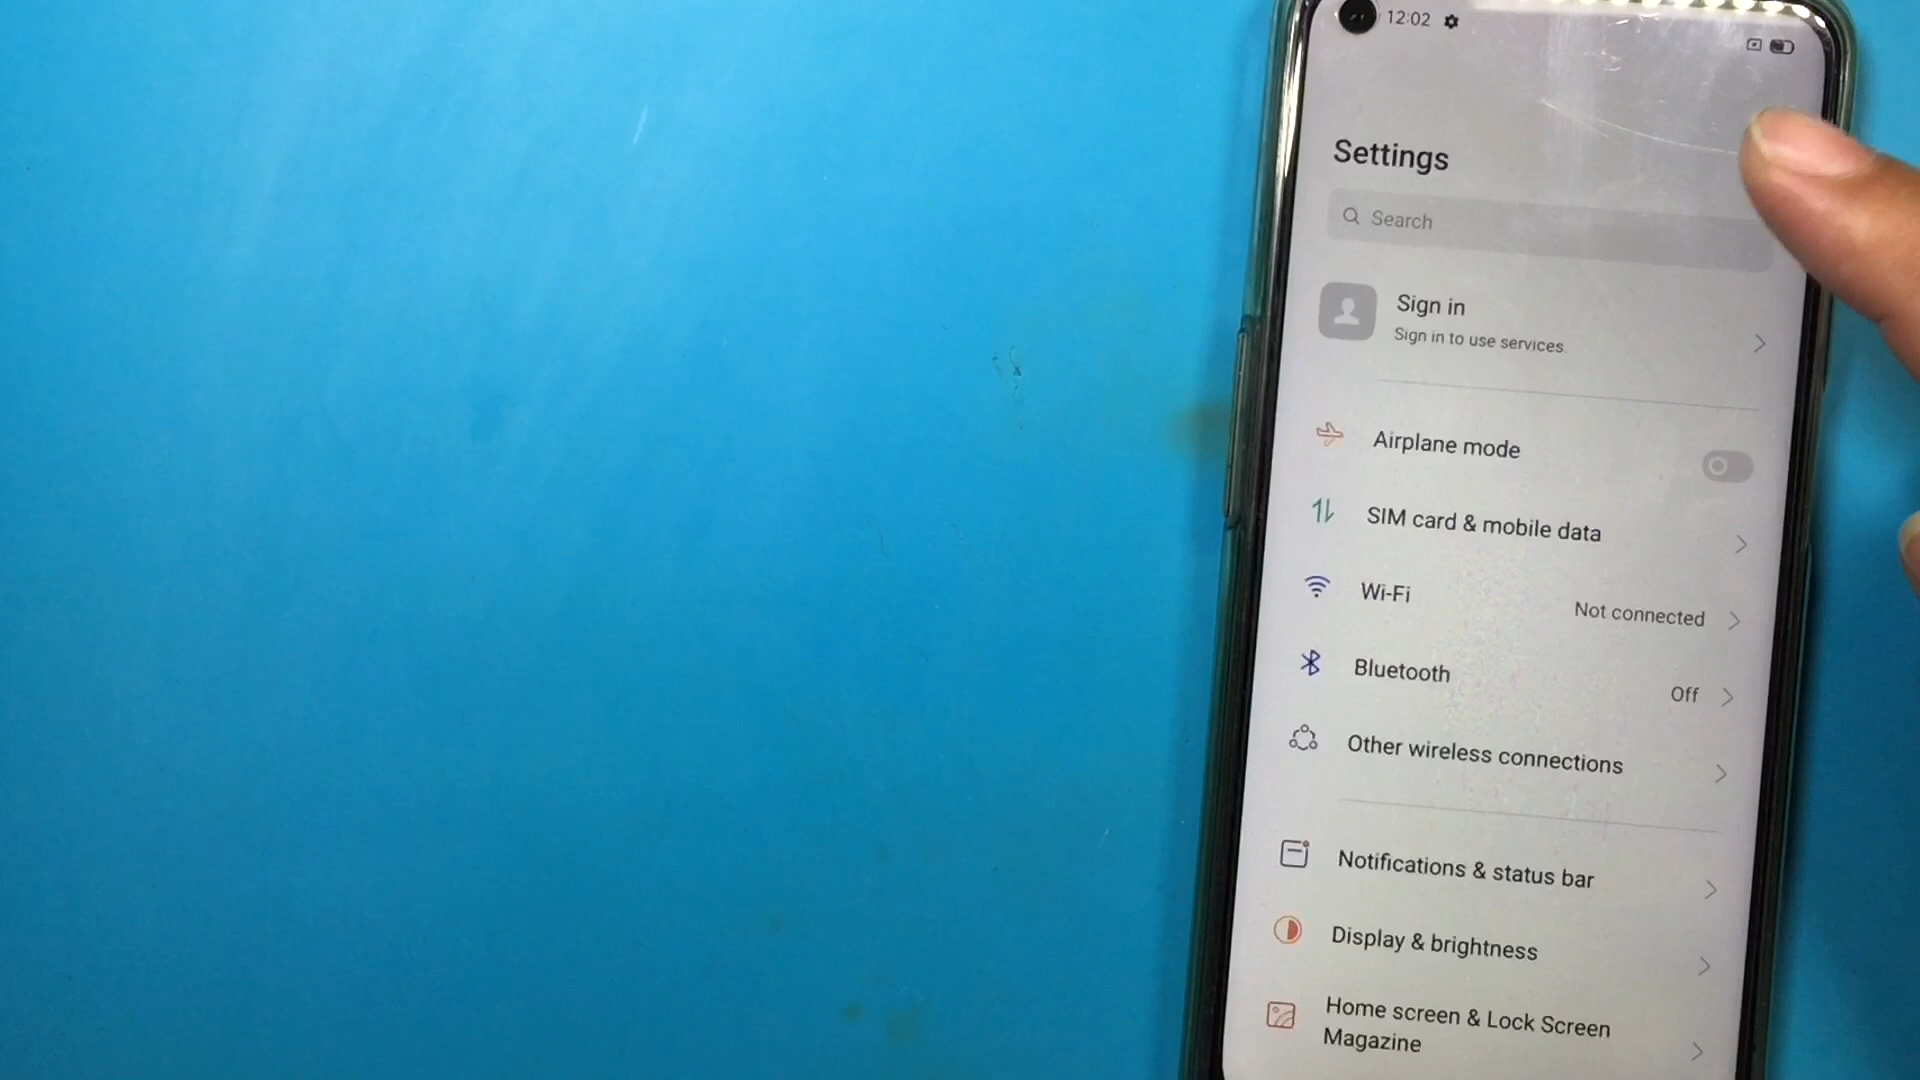 12:02
Settings
Search
Sign in
Sign in to use services.
Airplane mode
SIM card & mobile data
Wi-Fi
Not connected
Bluetooth
Off
Other wireless connections
Notifications & status bar
Display & brightness
Home screen & Lock Screen
Magazine